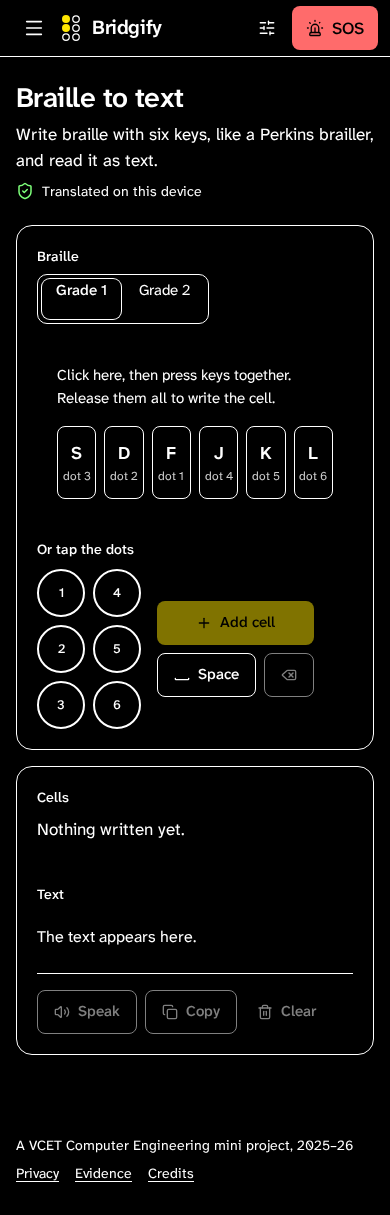 Bridgify
SOS
Braille to text
Write braille with six keys, like a Perkins brailler,
and read it as text.
Translated on this device
Braille
Grade 1 Grade 2
Click here, then press keys together.
Release them all to write the cell.
S D F J K L
dot 3 dot 2 dot 1 dot 4 dot 5 dot 6
Or tap the dots
1 4
2 5
3 6
Add cell
Space
Cells
Nothing written yet.
Text
The text appears here.
Speak Copy Clear
A VCET Computer Engineering mini project, 2025–26
Privacy Evidence Credits